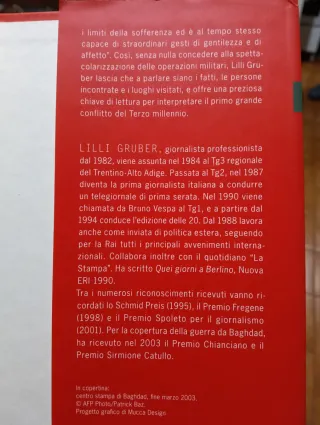 i limiti della sofferenza ed è al tempo stesso
capace di straordinari gesti di gentilezza e di
affetto". Così, senza nulla concedere alla spetta-
colarizzazione delle operazioni militari, Lilli Gru-
ber lascia che a parlare siano i fatti, le persone
incontrate e i luoghi visitati, e offre una preziosa
chiave di lettura per interpretare il primo grande
conflitto del Terzo millennio.
LILLI GRUBER, giornalista professionista
dal 1982, viene assunta nel 1984 al Tg3 regionale
del Trentino-Alto Adige. Passata al Tg2, nel 1987
diventa la prima giornalista italiana a condurre
un telegiornale di prima serata. Nel 1990 viene
chiamata da Bruno Vespa al Tg1, e a partire dal
1994 conduce l'edizione delle 20. Dal 1988 lavora
anche come inviata di politica estera, seguendo
per la Rai tutti i principali avvenimenti interna-
zionali. Collabora inoltre con il quotidiano "La
Stampa". Ha scritto Quei giorni a Berlino, Nuova
ERI 1990.
Tra i numerosi riconoscimenti ricevuti vanno ri-
cordati lo Schmid Preis (1995), il Premio Fregene
(1998) e il Premio Spoleto per il giornalismo
(2001). Per la copertura della guerra da Baghdad,
ha ricevuto nel 2003 il Premio Chianciano e il
Premio Sirmione Catullo.
In copertina:
centro stampa di Baghdad, fine marzo 2003.
© AFP Photo/Patrick Baz.
Progetto grafico di Mucca Design